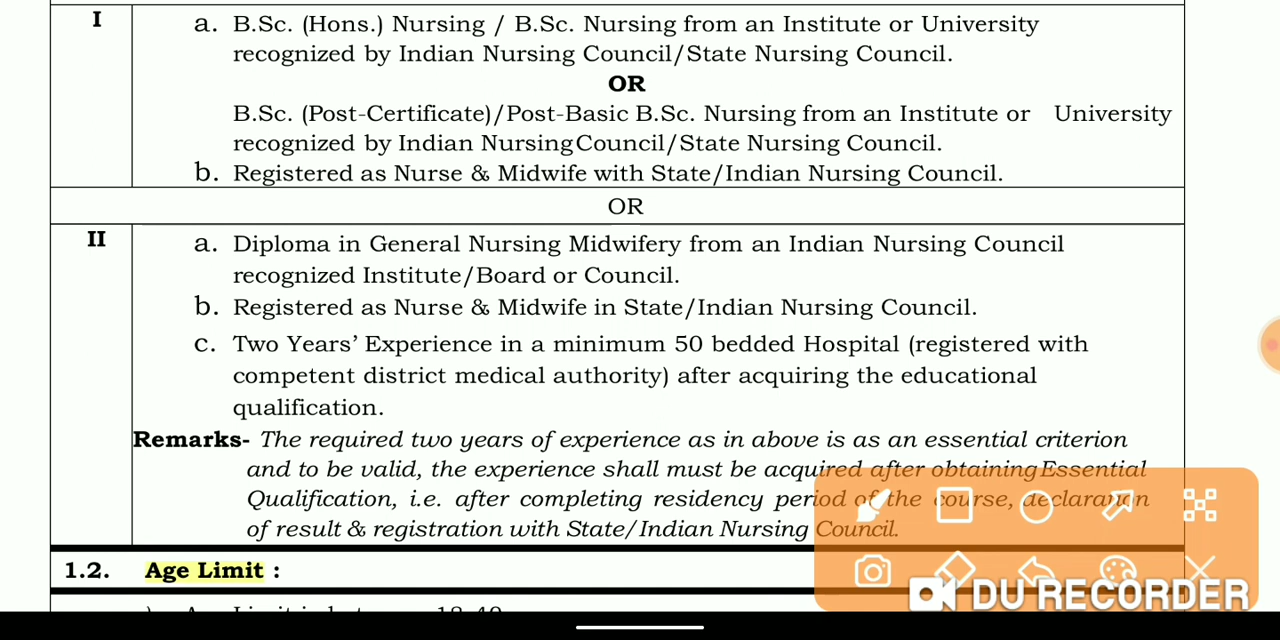 I
a. B.Sc. (Hons.) Nursing / B.Sc. Nursing from an Institute or University
recognized by Indian Nursing Council/State Nursing Council.
OR
B.Sc. (Post-Certificate)/Post-Basic B.Sc. Nursing from an Institute or University
recognized by Indian Nursing Council/State Nursing Council.
b. Registered as Nurse & Midwife with State/Indian Nursing Council.
OR
II
a. Diploma in General Nursing Midwifery from an Indian Nursing Council
recognized Institute/Board or Council.
b. Registered as Nurse & Midwife in State/Indian Nursing Council.
c. Two Years’ Experience in a minimum 50 bedded Hospital (registered with
competent district medical authority) after acquiring the educational
qualification.
Remarks- The required two years of experience as in above is as an essential criterion
and to be valid, the experience shall must be acquired after obtaining Essential
Qualification, i.e. after completing residency period of the course, declaration
of result & registration with State/Indian Nursing Council.
1.2. Age Limit :
DU RECORDER